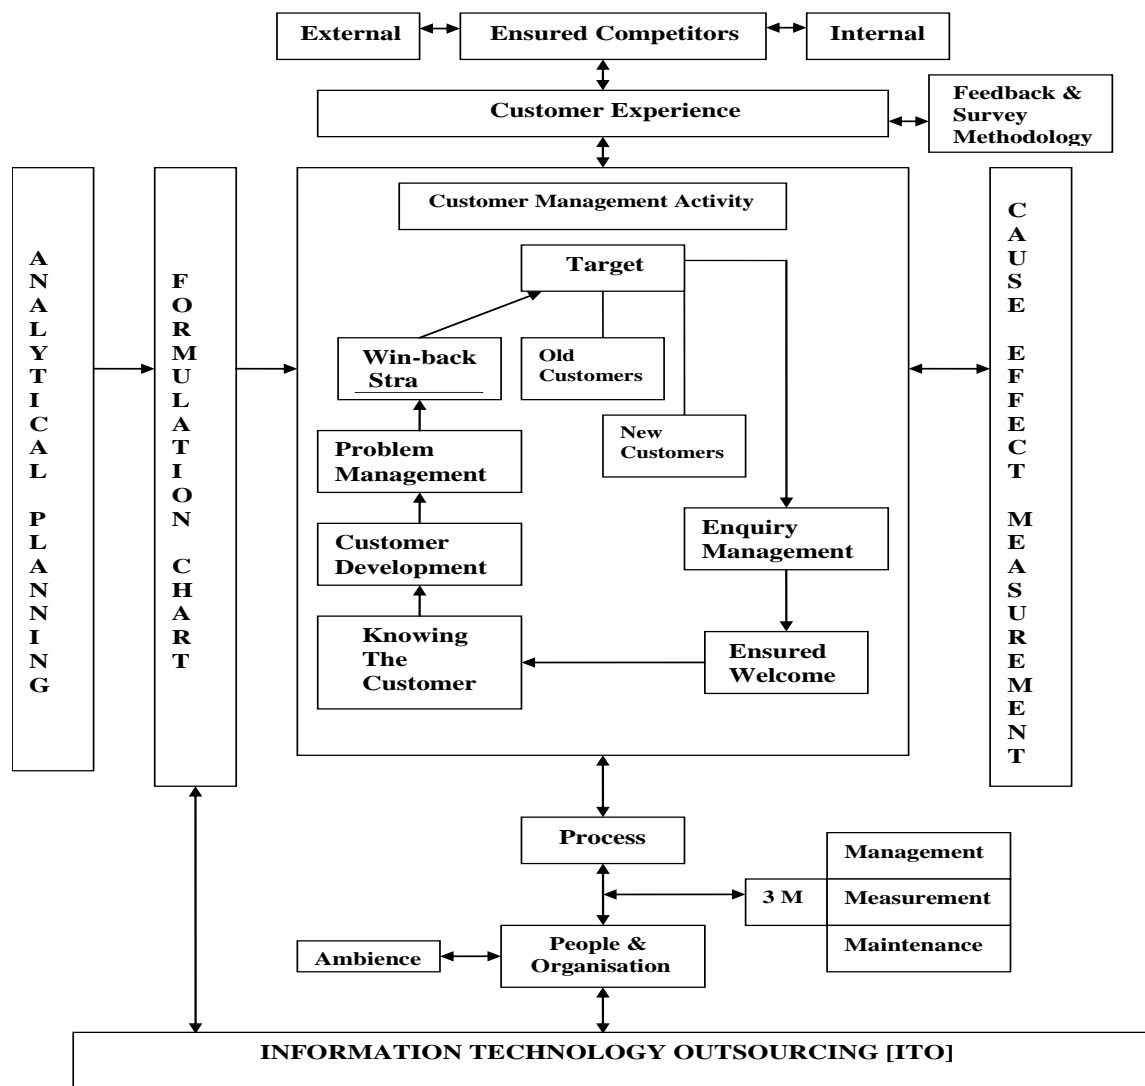 External
Ensured Competitors
Internal
Customer Experience
Feedback &
Survey
Methodology
ANALYTICAL PLANNING
FORMULATION CHART
Customer Management Activity
Target
Win-back
Stra
Old
Customers
New
Customers
Problem
Management
Customer
Development
Knowing
The
Customer
Enquiry
Management
Ensured
Welcome
CAUSE EFFECT MEASUREMENT
Process
3 M
Management
Measurement
Maintenance
Ambience
People &
Organisation
INFORMATION TECHNOLOGY OUTSOURCING [ITO]